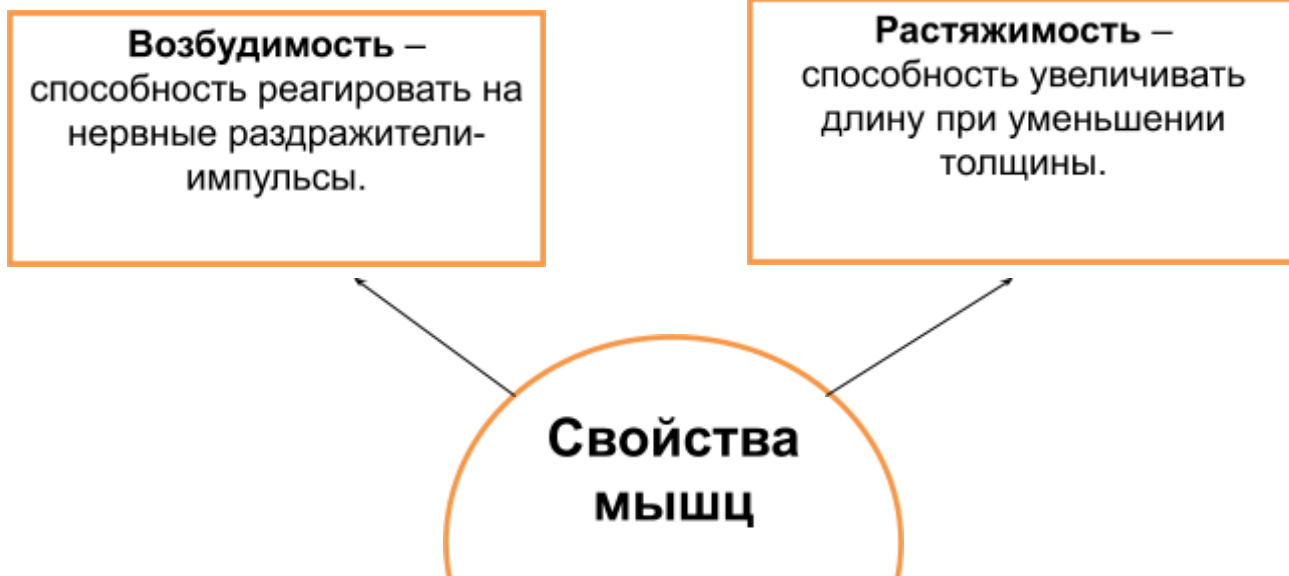 Возбудимость –
способность реагировать на
нервные раздражители-
импульсы.
Растяжимость –
способность увеличивать
длину при уменьшении
толщины.
Свойства
мышц